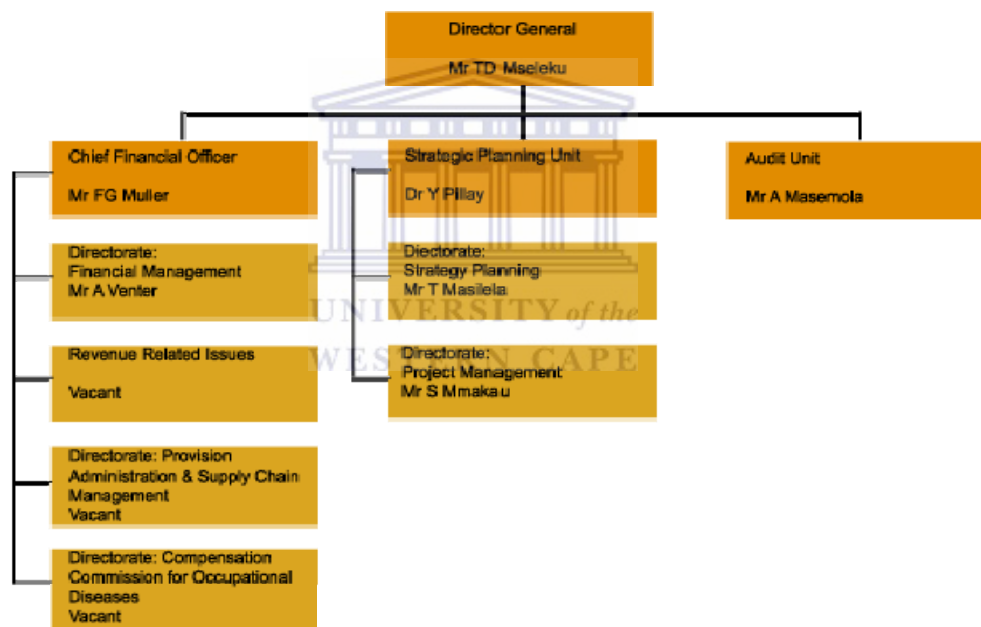 Director General
Mr TD Mseleku
Chief Financial Officer
Mr FG Muller
Strategic Planning Unit
Dr Y Pillay
Audit Unit
Mr A Masemola
Directorate:
Financial Management
Mr A Venter
Diectorate:
Strategy Planning
Mr T Masilela
Revenue Related Issues
Vacant
Directorate:
Project Management
Mr S Mmakau
Directorate: Provision
Administration & Supply Chain
Management
Vacant
Directorate: Compensation
Commission for Occupational
Diseases
Vacant
UNIVERSITY of the
WESTERN CAPE